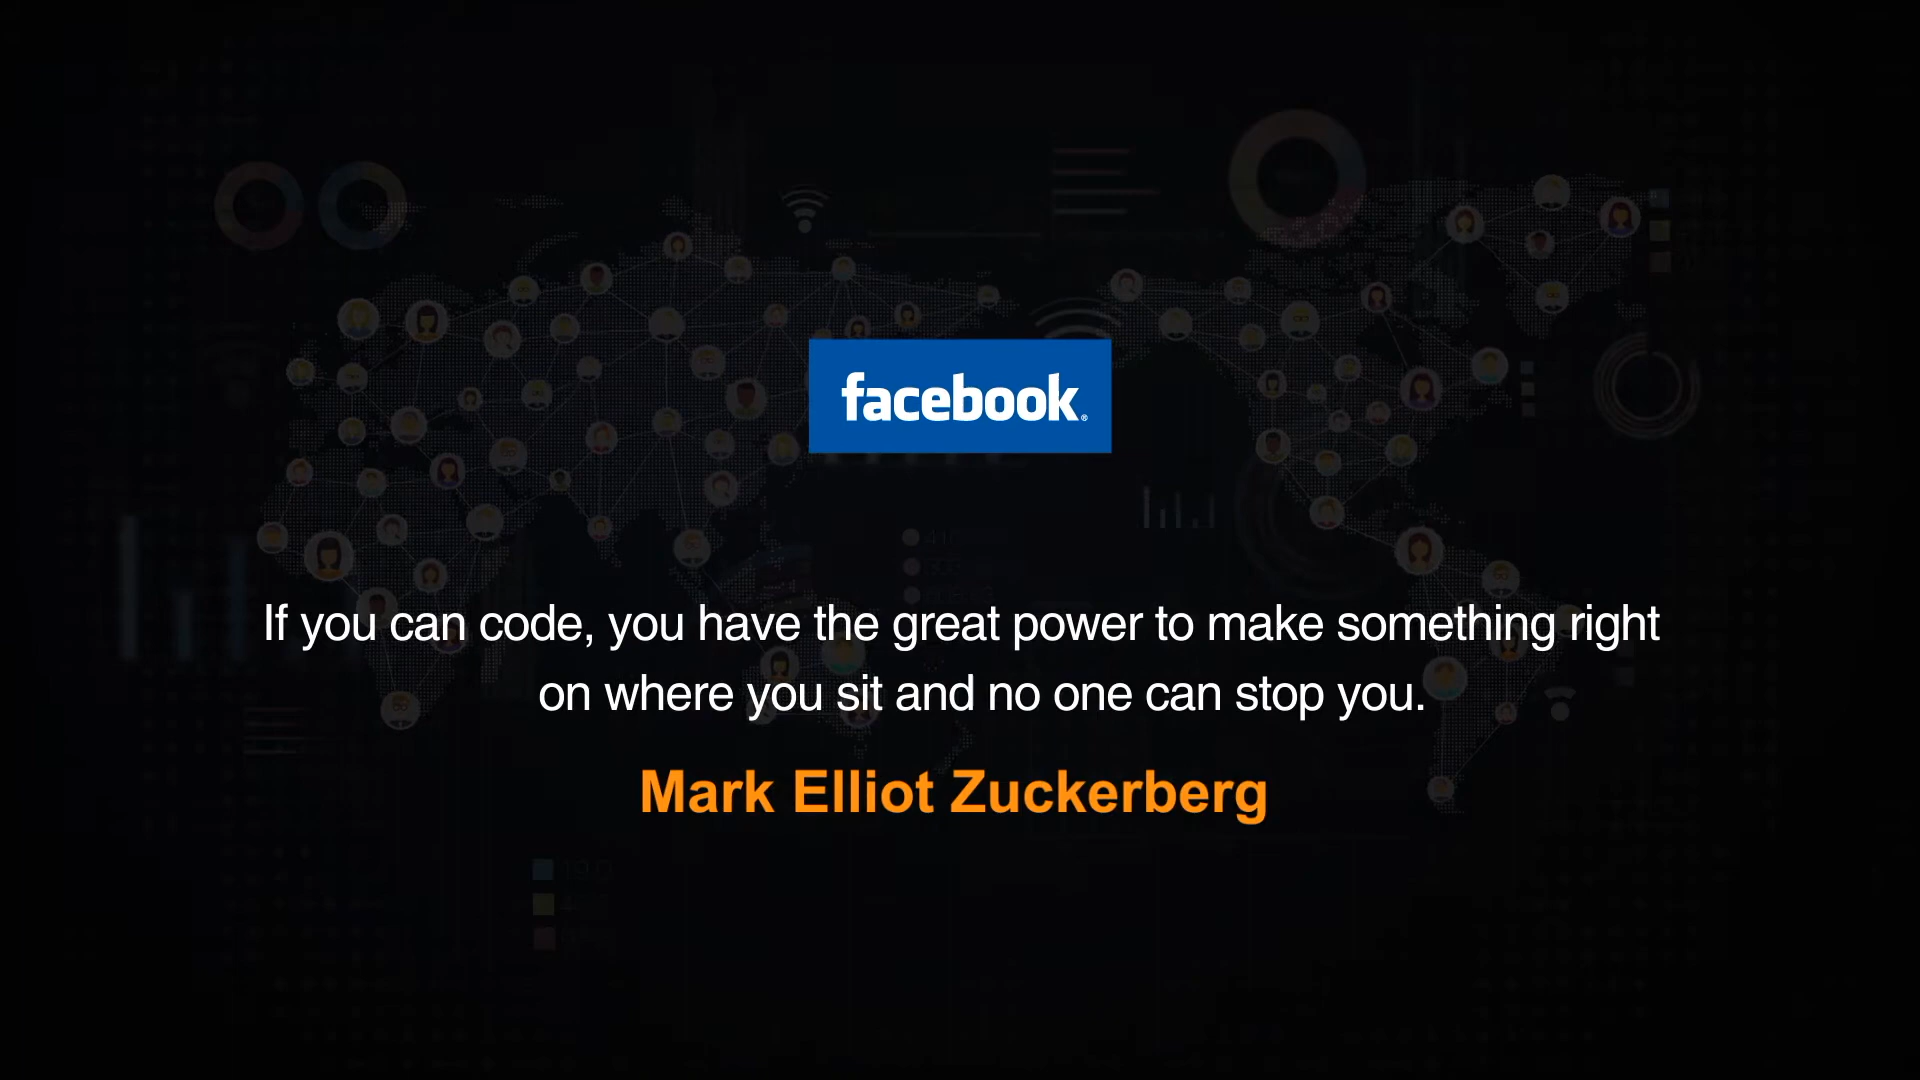 facebook®
If you can code, you have the great power to make something right
on where you sit and no one can stop you.
Mark Elliot Zuckerberg